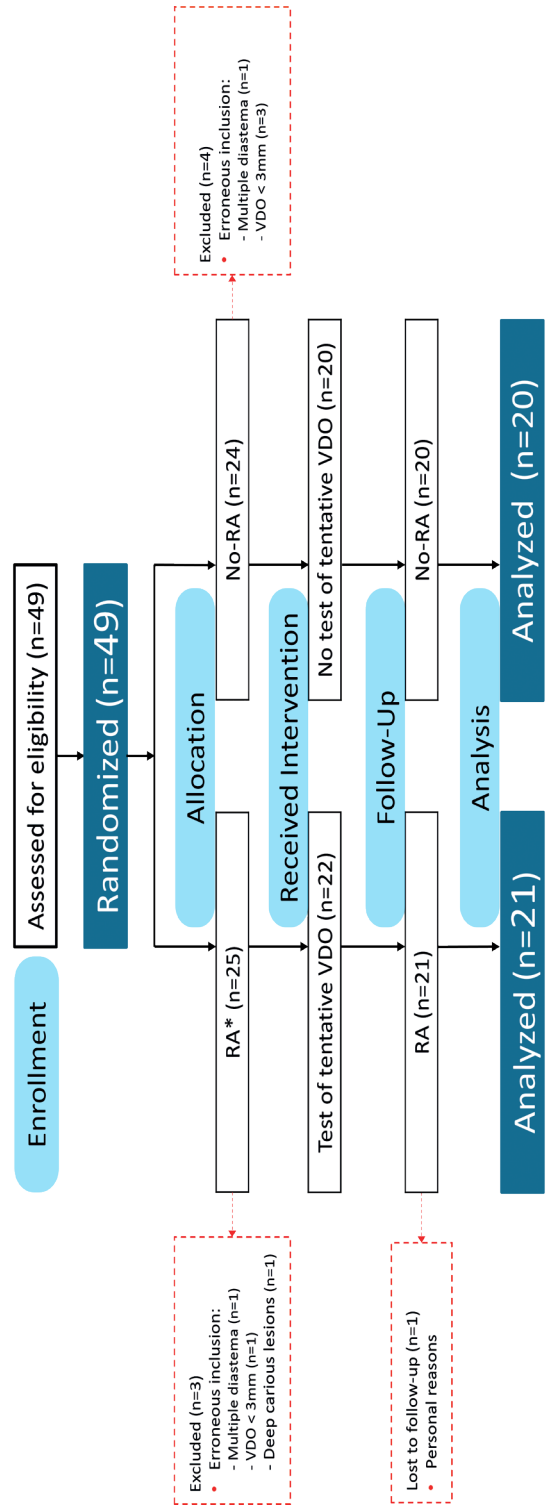 Enrollment
Assessed for eligibility (n=49)
Randomized (n=49)
Allocation
RA* (n=25)
No-RA (n=24)
Excluded (n=3)
• Erroneous inclusion:
- Multiple diastema (n=1)
- VDO < 3mm (n=1)
- Deep carious lesions (n=1)
Excluded (n=4)
• Erroneous inclusion:
- Multiple diastema (n=1)
- VDO < 3mm (n=3)
Received Intervention
Test of tentative VDO (n=22)
No test of tentative VDO (n=20)
Follow-Up
Lost to follow-up (n=1)
• Personal reasons
RA (n=21)
No-RA (n=20)
Analysis
Analyzed (n=21)
Analyzed (n=20)